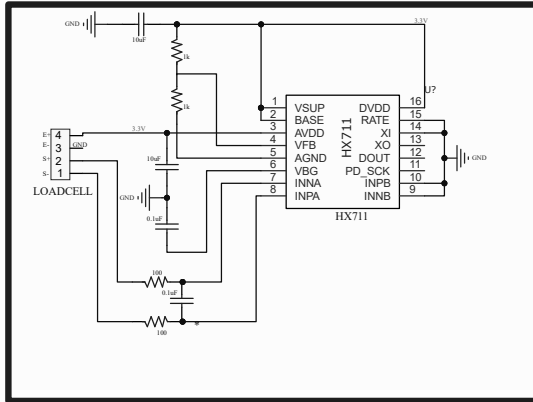 GND
10uF
3.3V
1k
1k
U?
1 VSUP DVDD 16
2 BASE RATE 15
3 AVDD XI 14
4 VFB XO 13
5 AGND DOUT 12
6 VBG PD_SCK 11
7 INNA INPB 10
8 INPA INNB 9
HX711
HX711
GND
E+ 4
E- 3 GND
S+ 2
S- 1
LOADCELL
3.3V
10uF
GND
0.1uF
100
0.1uF
100
*